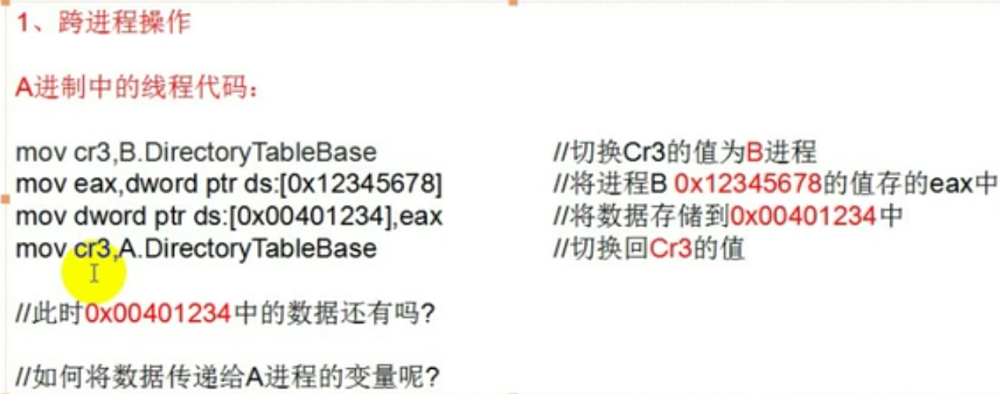 1、跨进程操作
A进制中的线程代码：
mov cr3,B.DirectoryTableBase //切换Cr3的值为B进程
mov eax,dword ptr ds:[0x12345678] //将进程B 0x12345678的值存的eax中
mov dword ptr ds:[0x00401234],eax //将数据存储到0x00401234中
mov cr3,A.DirectoryTableBase //切换回Cr3的值
//此时0x00401234中的数据还有吗?
//如何将数据传递给A进程的变量呢?